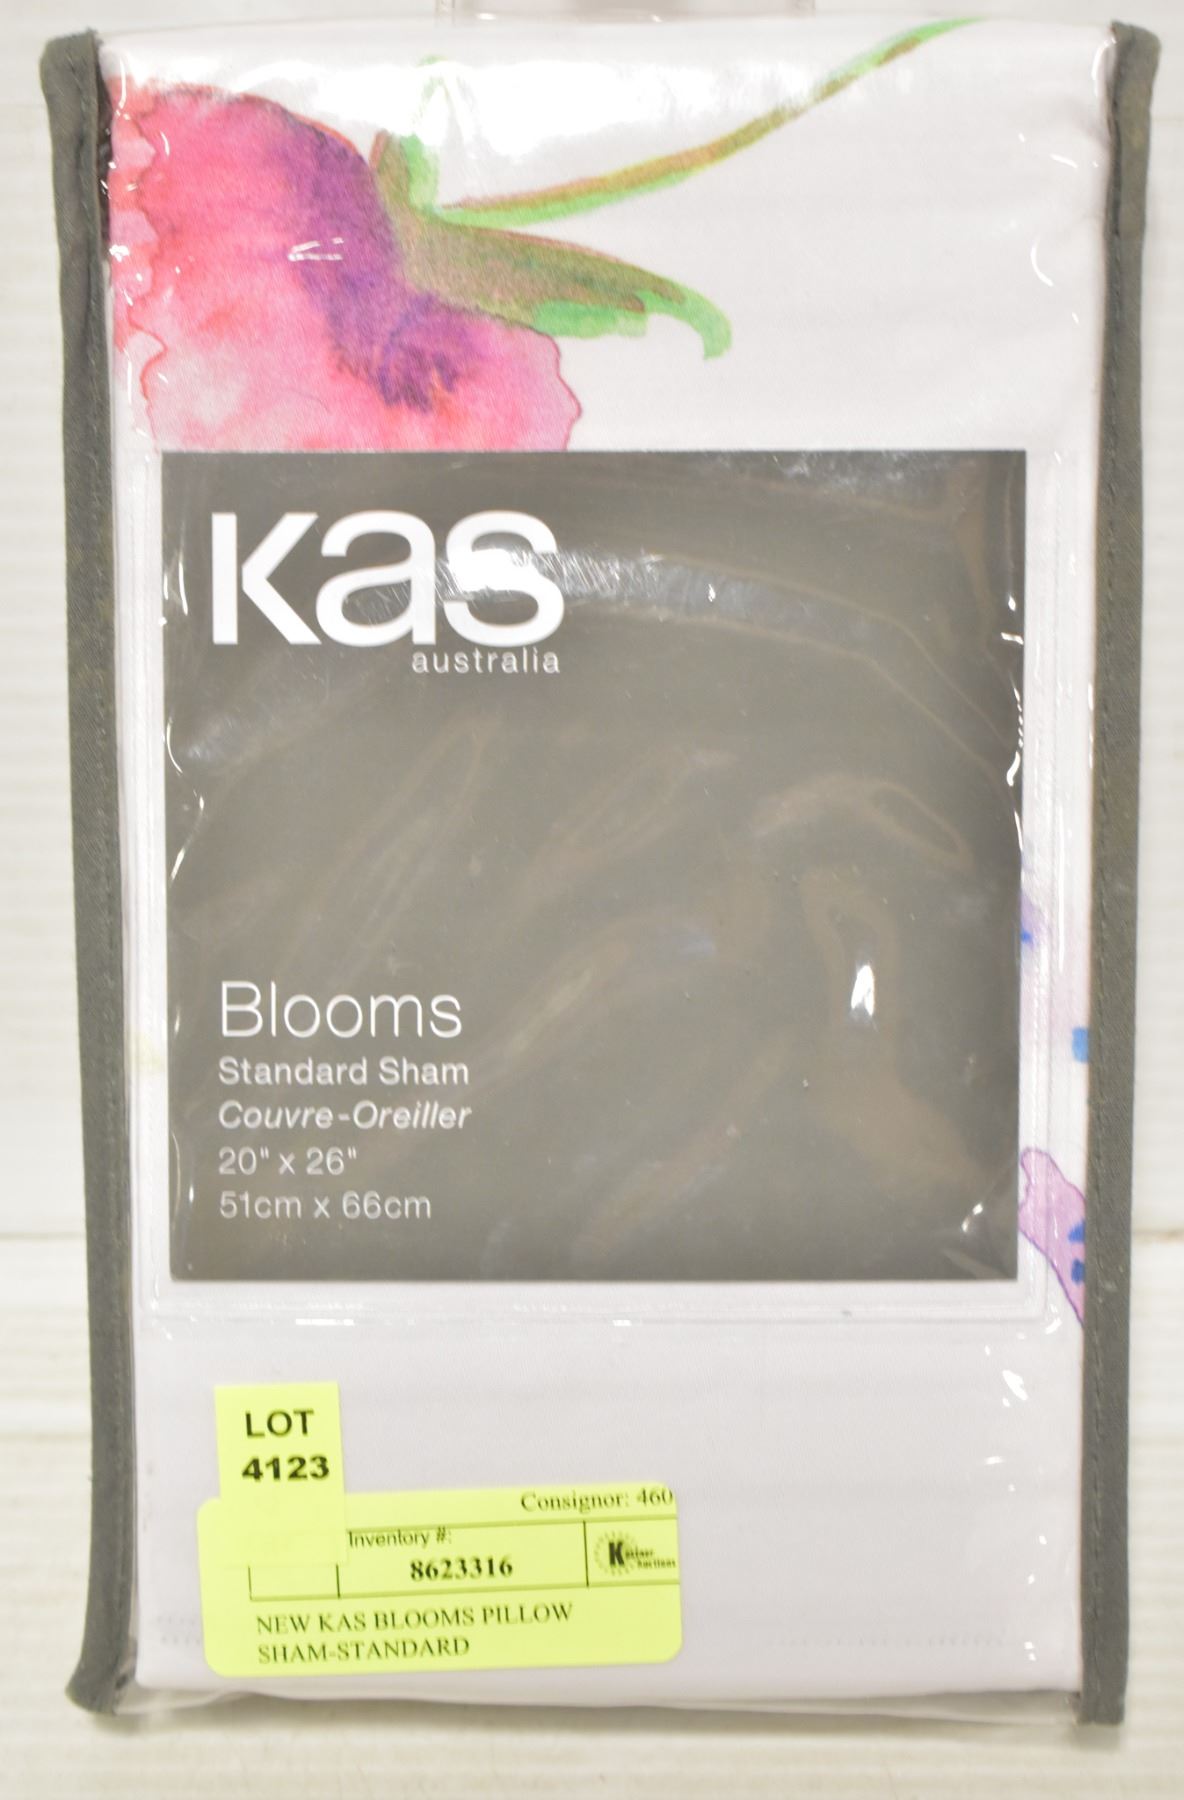 Kas
australia
Blooms
Standard Sham
Couvre-Oreiller
20" x 26"
51cm x 66cm
LOT
4123
Consignor: 460
Inventory #:
8623316
NEW KAS BLOOMS PILLOW
SHAM-STANDARD